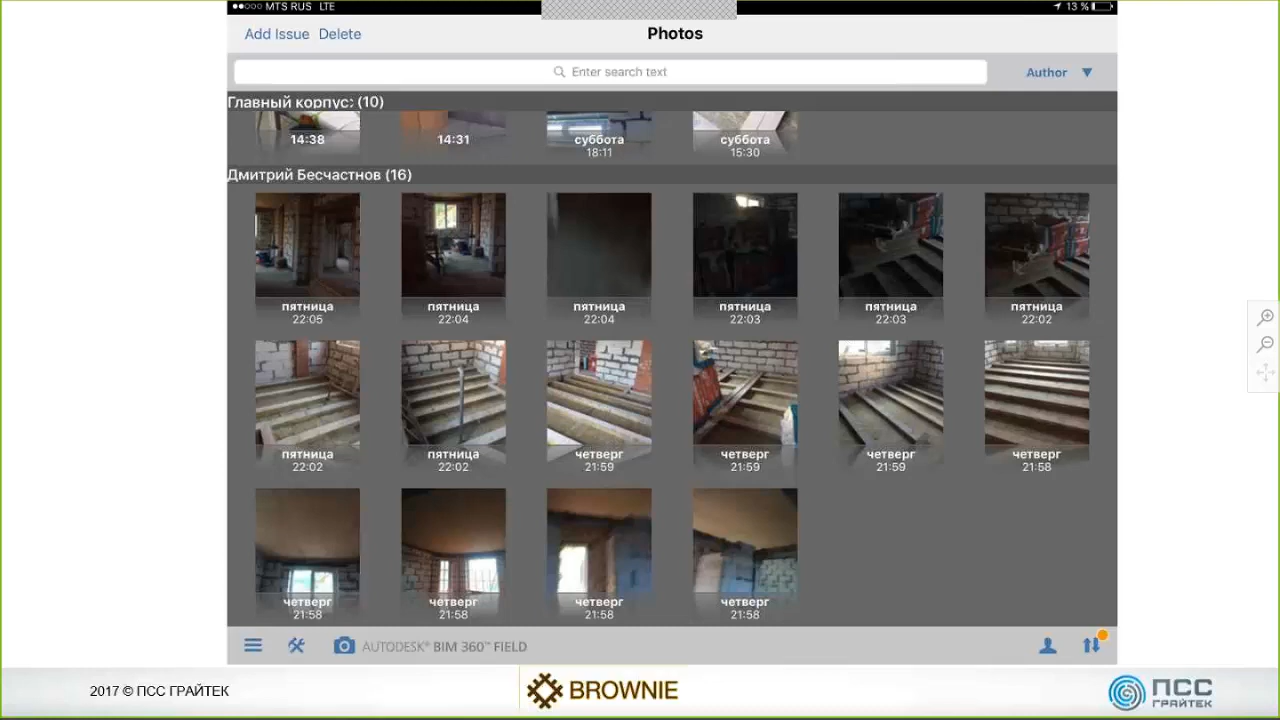 MTS RUS LTE
13 %
Add Issue Delete
Photos
Enter search text
Author
Главный корпус: (10)
14:38
14:31
суббота
18:11
суббота
15:30
Дмитрий Бесчастнов (16)
пятница
22:05
пятница
22:04
пятница
22:04
пятница
22:03
пятница
22:03
пятница
22:02
пятница
22:02
пятница
22:02
четверг
21:59
четверг
21:59
четверг
21:59
четверг
21:58
четверг
21:58
четверг
21:58
четверг
21:58
четверг
21:58
AUTODESK® BIM 360™ FIELD
2017 © ПСС ГРАЙТЕК
BROWNIE
ПСС
ГРАЙТЕК